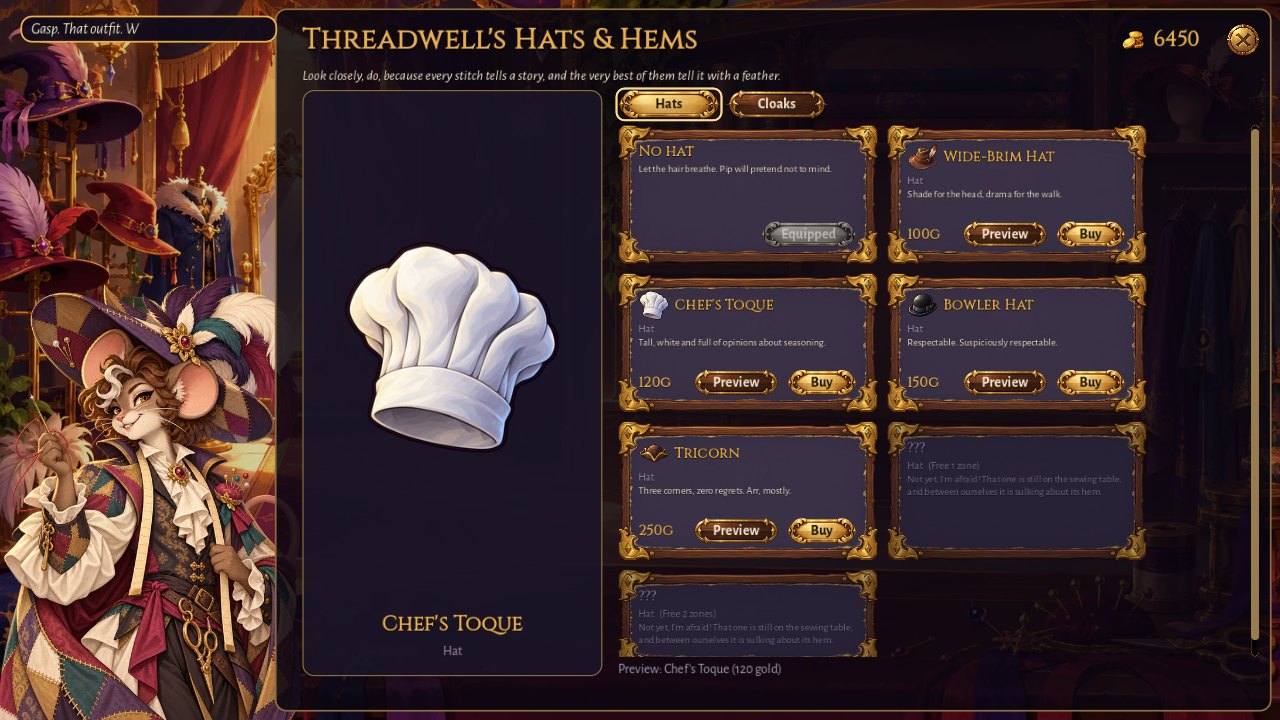 Gasp. That outfit. W
THREADWELL'S HATS & HEMS
6450
Look closely, do, because every stitch tells a story, and the very best of them tell it with a feather.
Hats
Cloaks
NO HAT
Let the hair breathe. Pip will pretend not to mind.
Equipped
WIDE-BRIM HAT
Hat
Shade for the head, drama for the walk.
100G
Preview
Buy
CHEF'S TOQUE
Hat
Tall, white and full of opinions about seasoning.
120G
Preview
Buy
BOWLER HAT
Hat
Respectable. Suspiciously respectable.
150G
Preview
Buy
TRICORN
Hat
Three corners, zero regrets. Arr, mostly.
250G
Preview
Buy
???
Hat (Free 1 zone)
Not yet, I'm afraid! That one is still on the sewing table,
and between ourselves it is sulking about its hem.
???
Hat (Free 2 zones)
Not yet, I'm afraid! That one is still on the sewing table,
and between ourselves it is sulking about its hem.
CHEF'S TOQUE
Hat
Preview: Chef's Toque (120 gold)